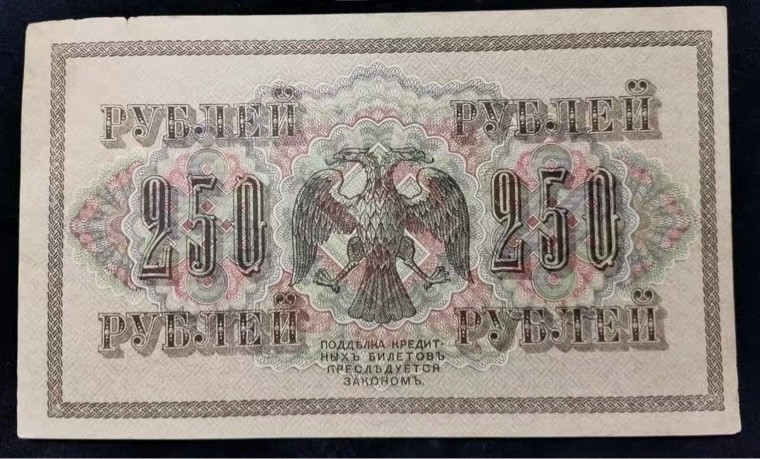 РУБЛЕЙ РУБЛЕЙ
250 250
РУБЛЕЙ РУБЛЕЙ
ПОДДѢЛКА КРЕДИТ-
НЫХЪ БИЛЕТОВЪ
ПРЕСЛѢДУЕТСЯ
ЗАКОНОМЪ.